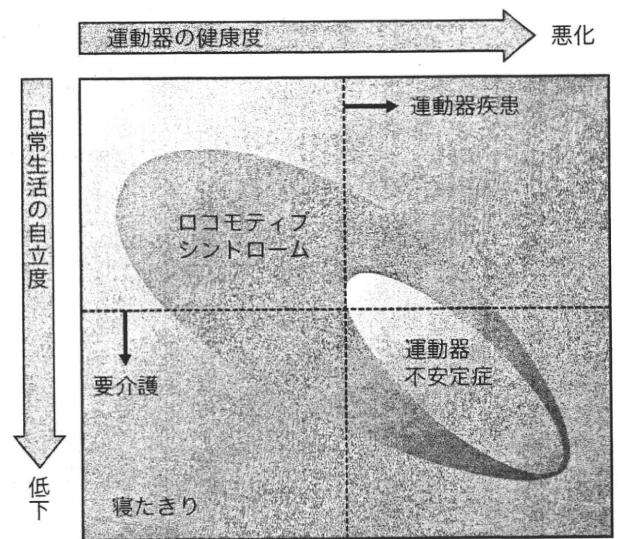 運動器の健康度
悪化
日常生活の自立度
低下
運動器疾患
ロコモティブ
シンドローム
運動器
不安定症
要介護
寝たきり